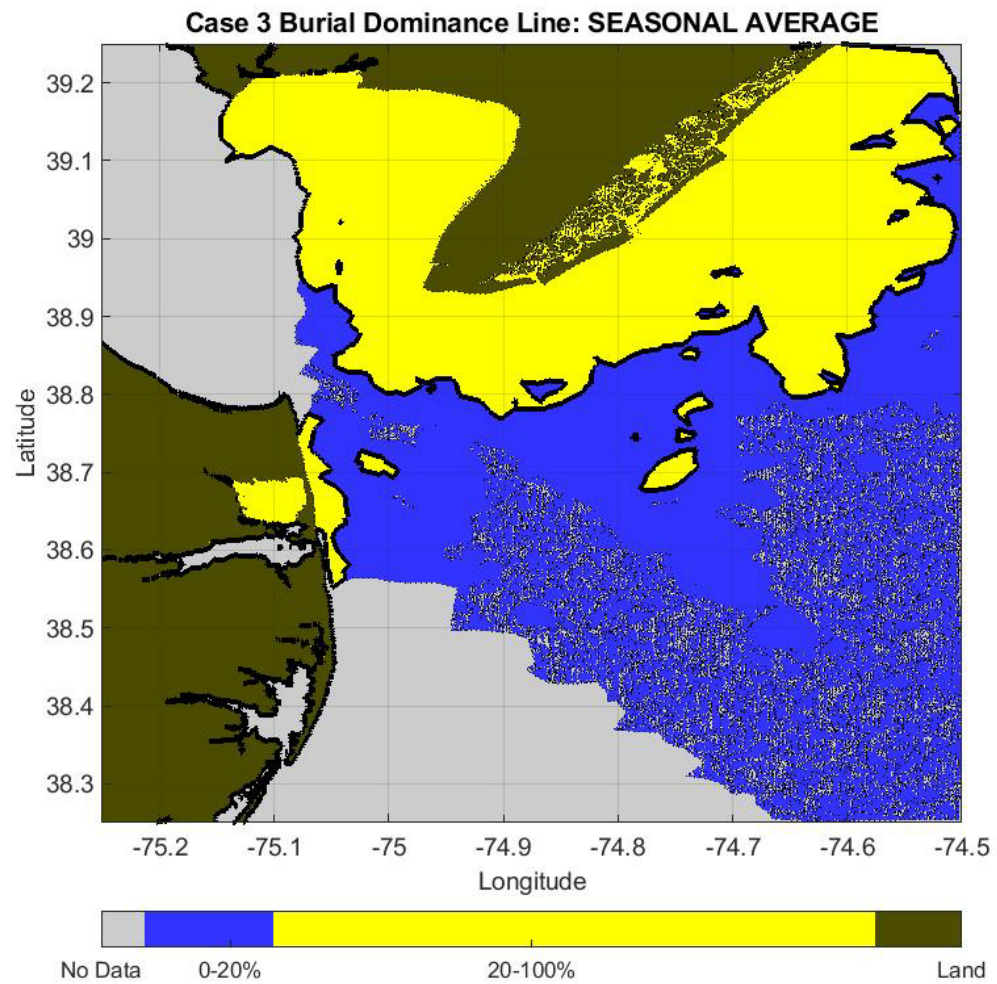 Case 3 Burial Dominance Line: SEASONAL AVERAGE
39.2
39.1
39
38.9
38.8
38.7
38.6
38.5
38.4
38.3
Latitude
-75.2 -75.1 -75 -74.9 -74.8 -74.7 -74.6 -74.5
Longitude
No Data 0-20% 20-100% Land